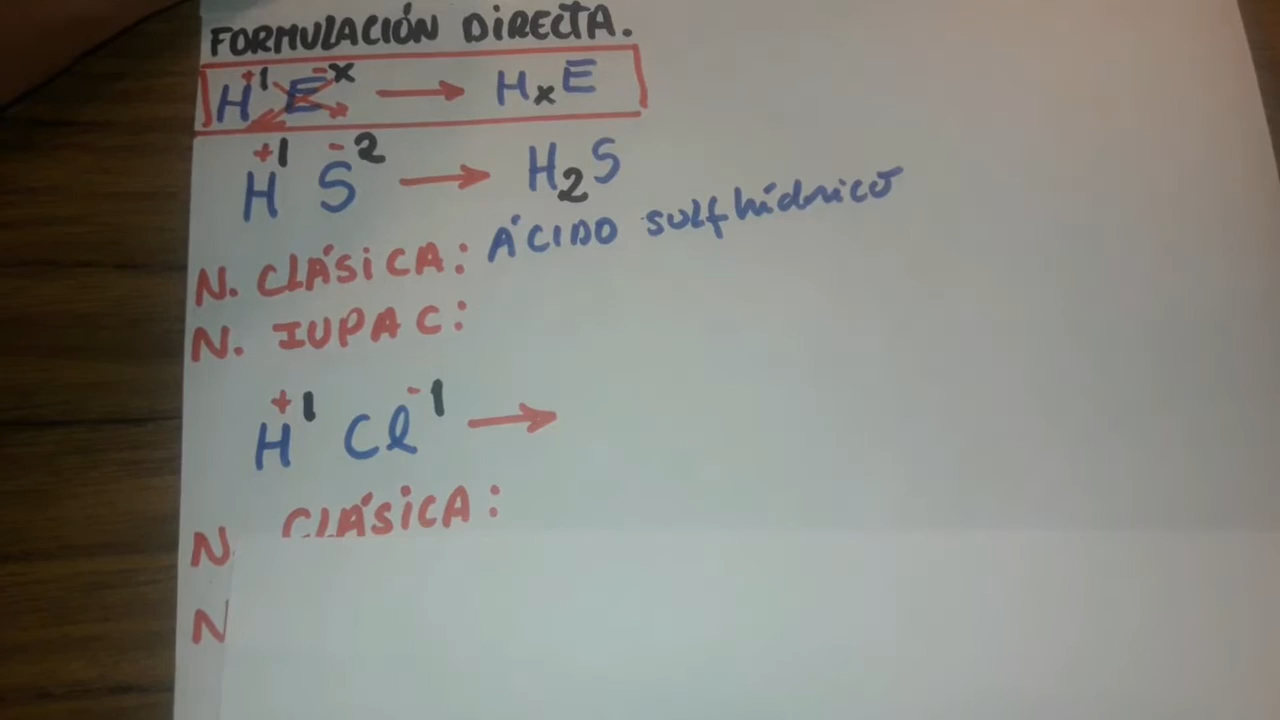 FORMULACIÓN DIRECTA.
H+1 E-x → HxE
H+1 S-2 → H2S
N. CLÁSICA: ÁCIDO sulfhídrico
N. IUPAC:
H+1 Cl-1 →
N. CLÁSICA:
N